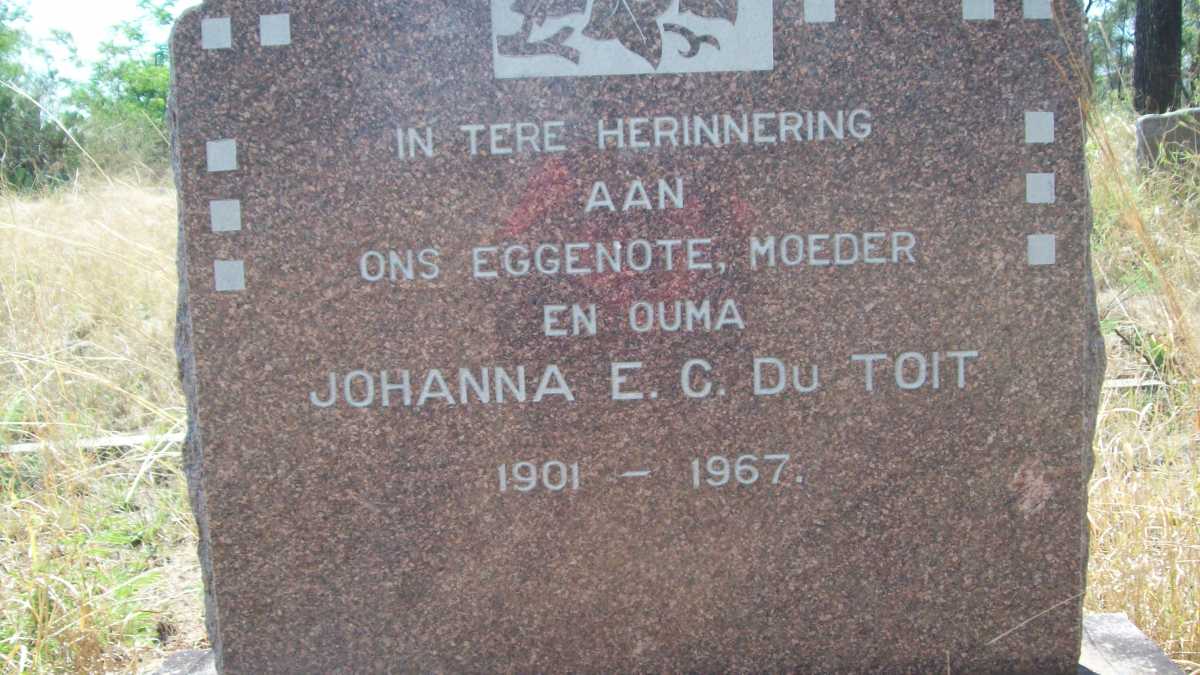 IN TERE HERINNERING
AAN
ONS EGGENOTE, MOEDER
EN OUMA
JOHANNA E. C. DU TOIT
1901 — 1967.